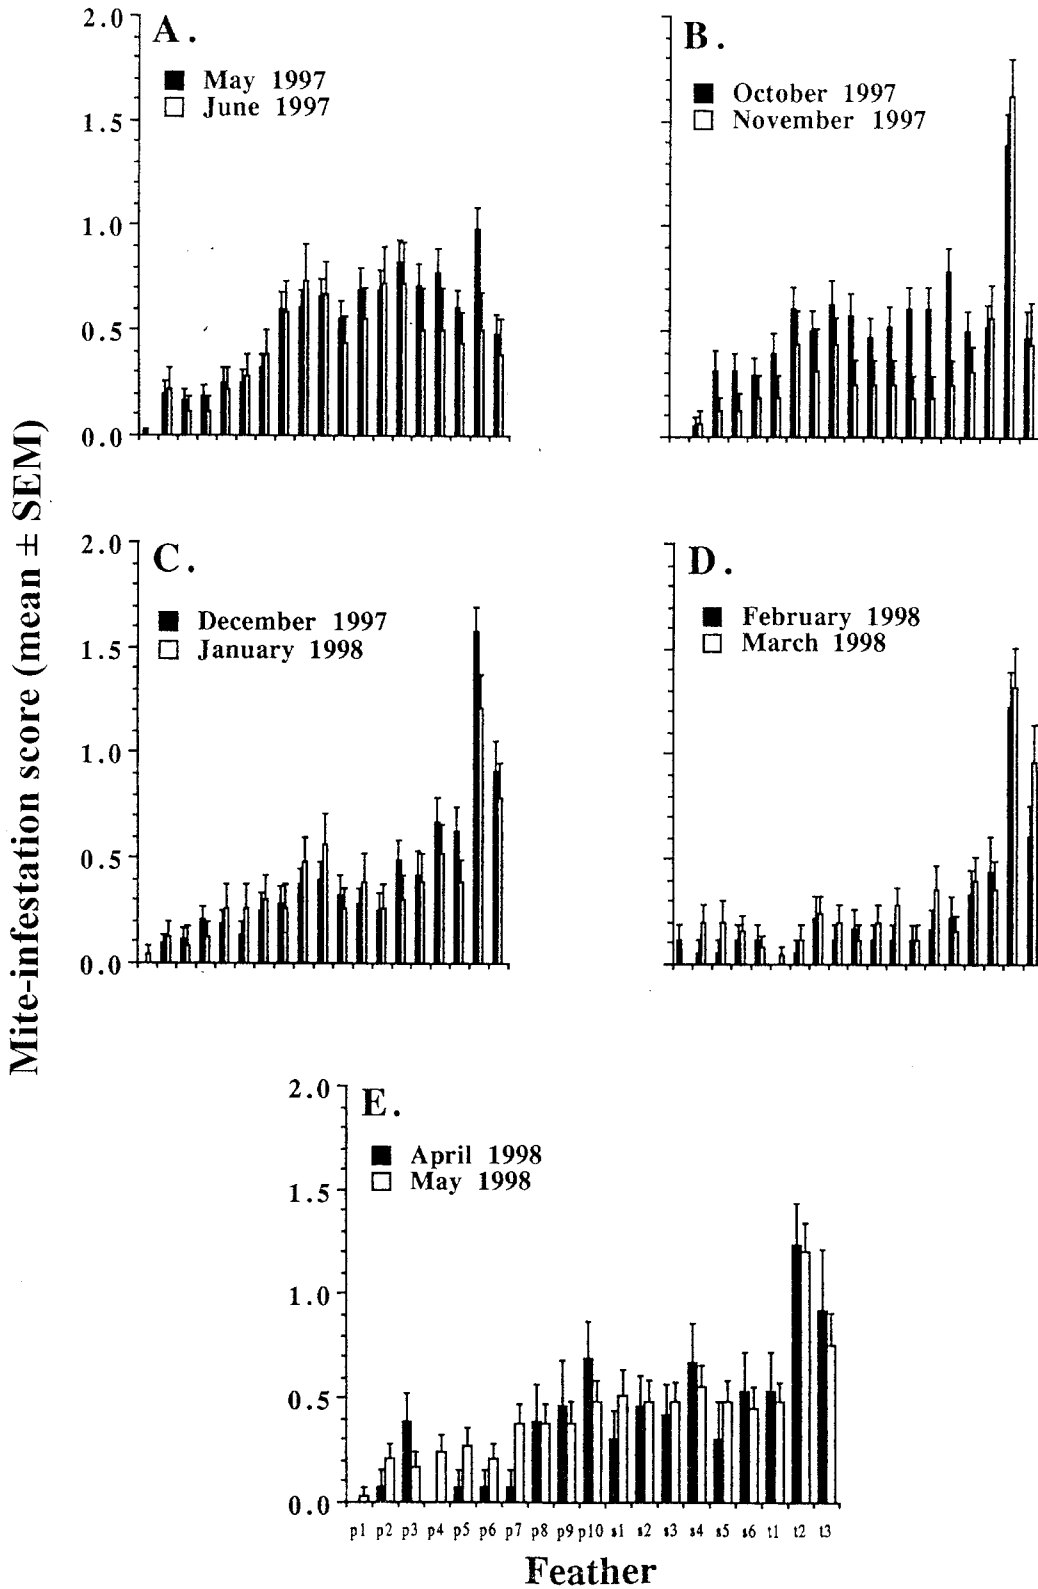 Mite-infestation score (mean ± SEM)
A.
May 1997
June 1997
2.0
1.5
1.0
0.5
0.0
B.
October 1997
November 1997
C.
December 1997
January 1998
2.0
1.5
1.0
0.5
0.0
D.
February 1998
March 1998
E.
April 1998
May 1998
2.0
1.5
1.0
0.5
0.0
p1 p2 p3 p4 p5 p6 p7 p8 p9 p10 s1 s2 s3 s4 s5 s6 t1 t2 t3
Feather